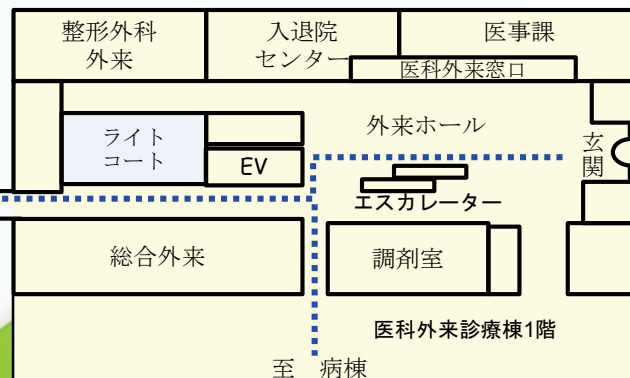 整形外科
外来
入退院
センター
医事課
医科外来窓口
外来ホール
玄
関
ライト
コート
EV
エスカレーター
総合外来
調剤室
医科外来診療棟1階
至 病棟